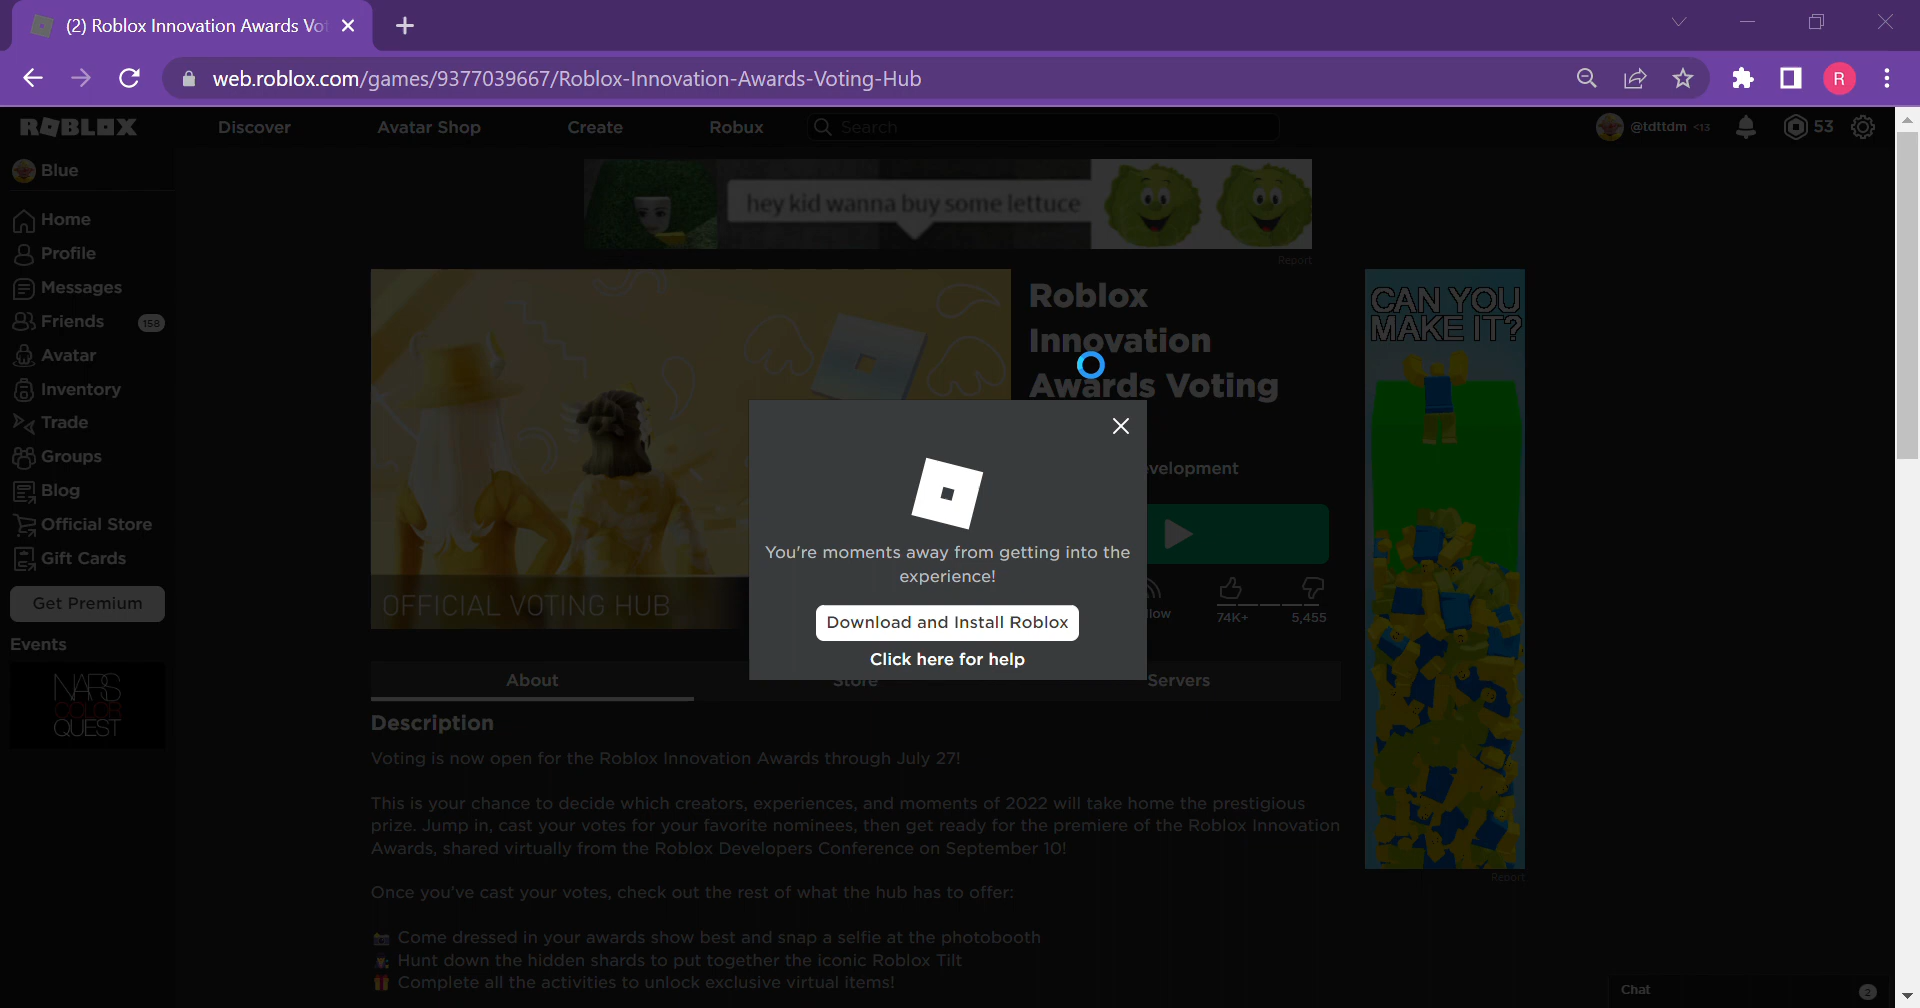 (2) Roblox Innovation Awards Vot
web.roblox.com/games/9377039667/Roblox-Innovation-Awards-Voting-Hub
R
ROBLOX
Discover
Avatar Shop
Create
Robux
Search
@tdttdm <13
53
Blue
Home
Profile
Messages
Friends 158
Avatar
Inventory
Trade
Groups
Blog
Official Store
Gift Cards
Get Premium
Events
NARS
COLOR
QUEST
hey kid wanna buy some lettuce
Report
OFFICIAL VOTING HUB
Roblox
Innovation
Awards Voting
velopment
low
74K+
5,455
You're moments away from getting into the
experience!
Download and Install Roblox
Click here for help
About
Store
Servers
Description
Voting is now open for the Roblox Innovation Awards through July 27!
This is your chance to decide which creators, experiences, and moments of 2022 will take home the prestigious
prize. Jump in, cast your votes for your favorite nominees, then get ready for the premiere of the Roblox Innovation
Awards, shared virtually from the Roblox Developers Conference on September 10!
Once you've cast your votes, check out the rest of what the hub has to offer:
📸 Come dressed in your awards show best and snap a selfie at the photobooth
Hunt down the hidden shards to put together the iconic Roblox Tilt
🎁 Complete all the activities to unlock exclusive virtual items!
CAN YOU
MAKE IT?
Report
Chat
2